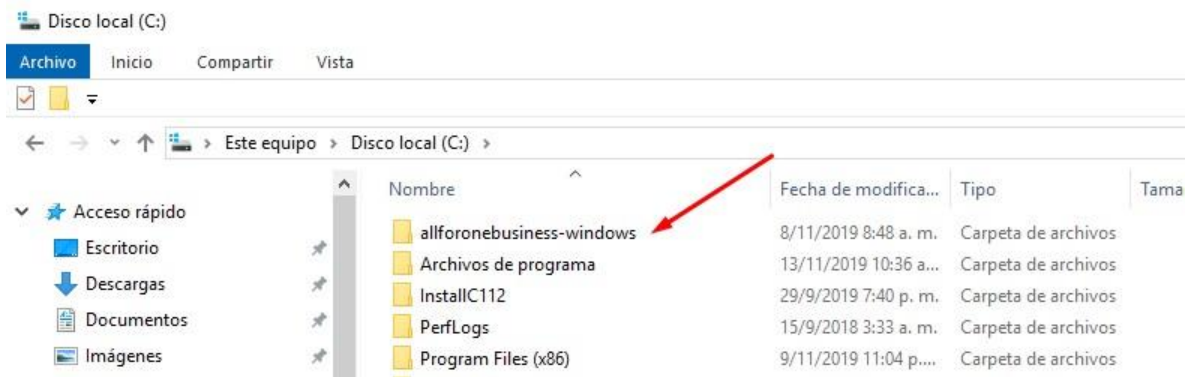 Disco local (C:)
Archivo Inicio Compartir Vista
Este equipo > Disco local (C:) >
Nombre Fecha de modifica... Tipo Tama
Acceso rápido
Escritorio
Descargas
Documentos
Imágenes
allforonebusiness-windows 8/11/2019 8:48 a. m. Carpeta de archivos
Archivos de programa 13/11/2019 10:36 a... Carpeta de archivos
InstallC112 29/9/2019 7:40 p. m. Carpeta de archivos
PerfLogs 15/9/2018 3:33 a. m. Carpeta de archivos
Program Files (x86) 9/11/2019 11:04 p.... Carpeta de archivos